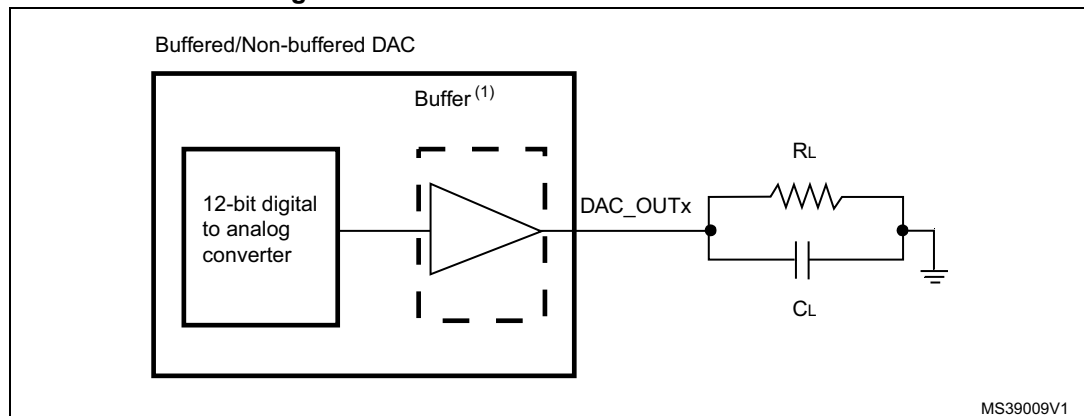 Buffered/Non-buffered DAC
Buffer (1)
12-bit digital
to analog
converter
DAC_OUTx
RL
CL
MS39009V1